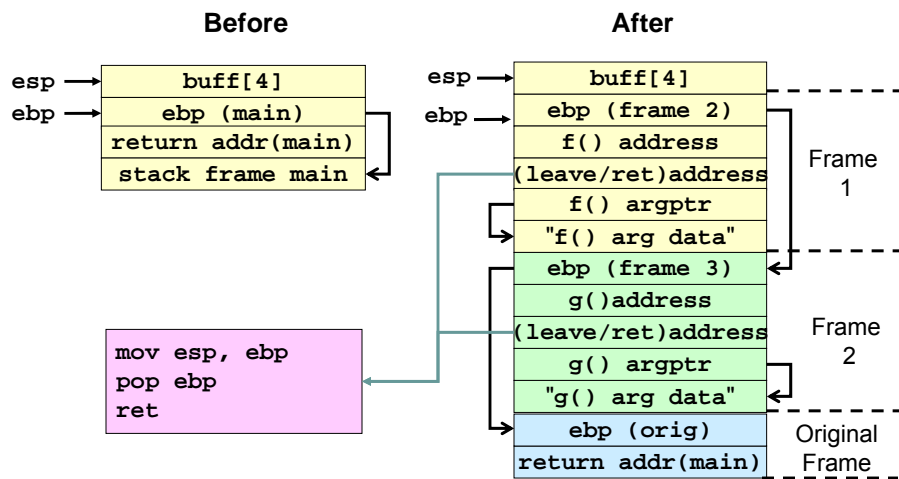 Before
esp
buff[4]
ebp
ebp (main)
return addr(main)
stack frame main
mov esp, ebp
pop ebp
ret
After
esp
buff[4]
ebp
ebp (frame 2)
f() address
(leave/ret)address
f() argptr
"f() arg data"
ebp (frame 3)
g()address
(leave/ret)address
g() argptr
"g() arg data"
ebp (orig)
return addr(main)
Frame
1
Frame
2
Original
Frame